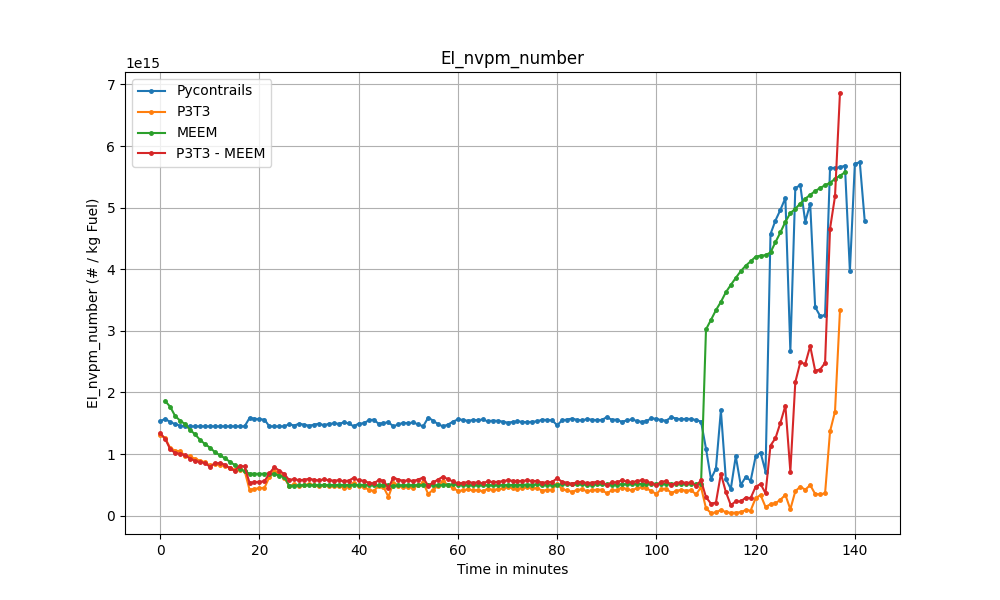 EI_nvpm_number
1e15
Pycontrails
P3T3
MEEM
P3T3 - MEEM
EI_nvpm_number (# / kg Fuel)
7
6
5
4
3
2
1
0
0 20 40 60 80 100 120 140
Time in minutes